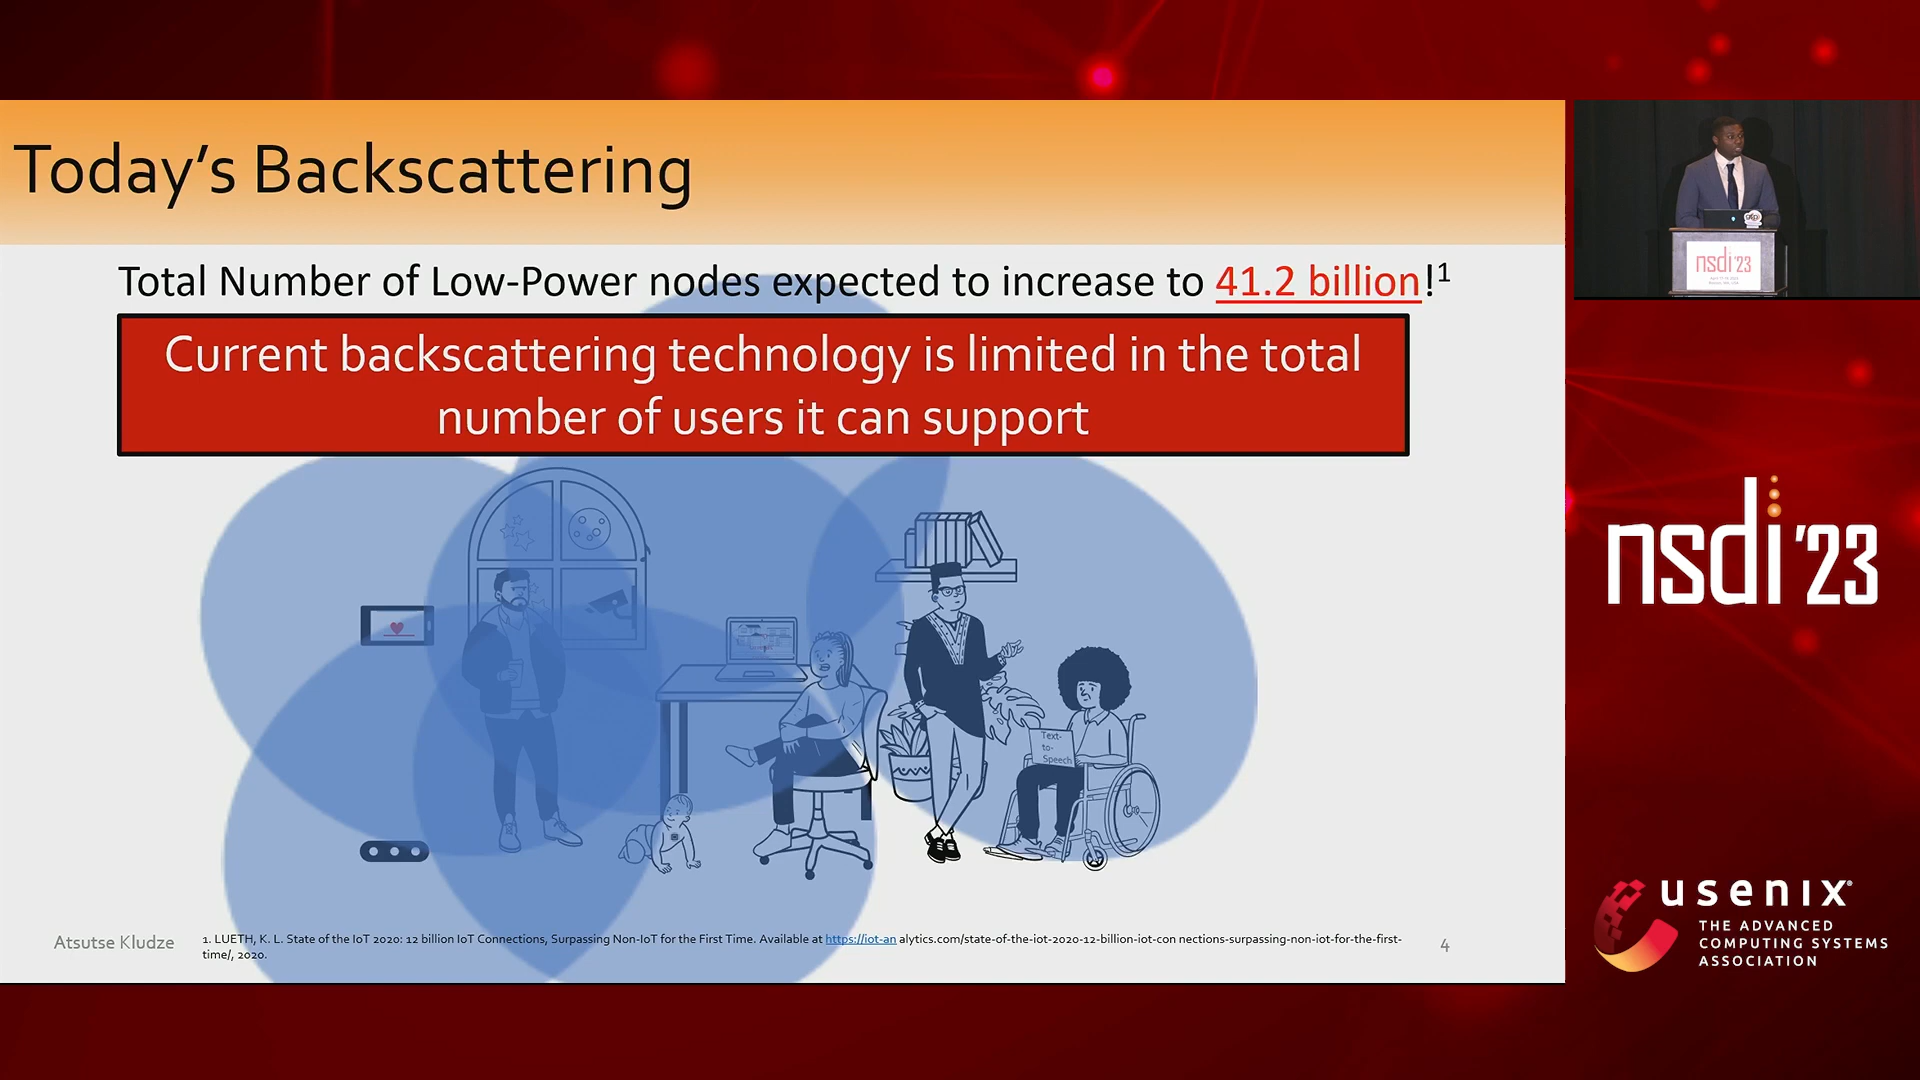 Today's Backscattering
Total Number of Low-Power nodes expected to increase to 41.2 billion!1
Current backscattering technology is limited in the total
number of users it can support
Text-
to-
Speech
Atsutse Kludze
1. LUETH, K. L. State of the IoT 2020: 12 billion IoT Connections, Surpassing Non-IoT for the First Time. Available at https://iot-an alytics.com/state-of-the-iot-2020-12-billion-iot-con nections-surpassing-non-iot-for-the-first-
time/, 2020.
4
nsdi '23
nsdi '23
usenix
THE ADVANCED
COMPUTING SYSTEMS
ASSOCIATION